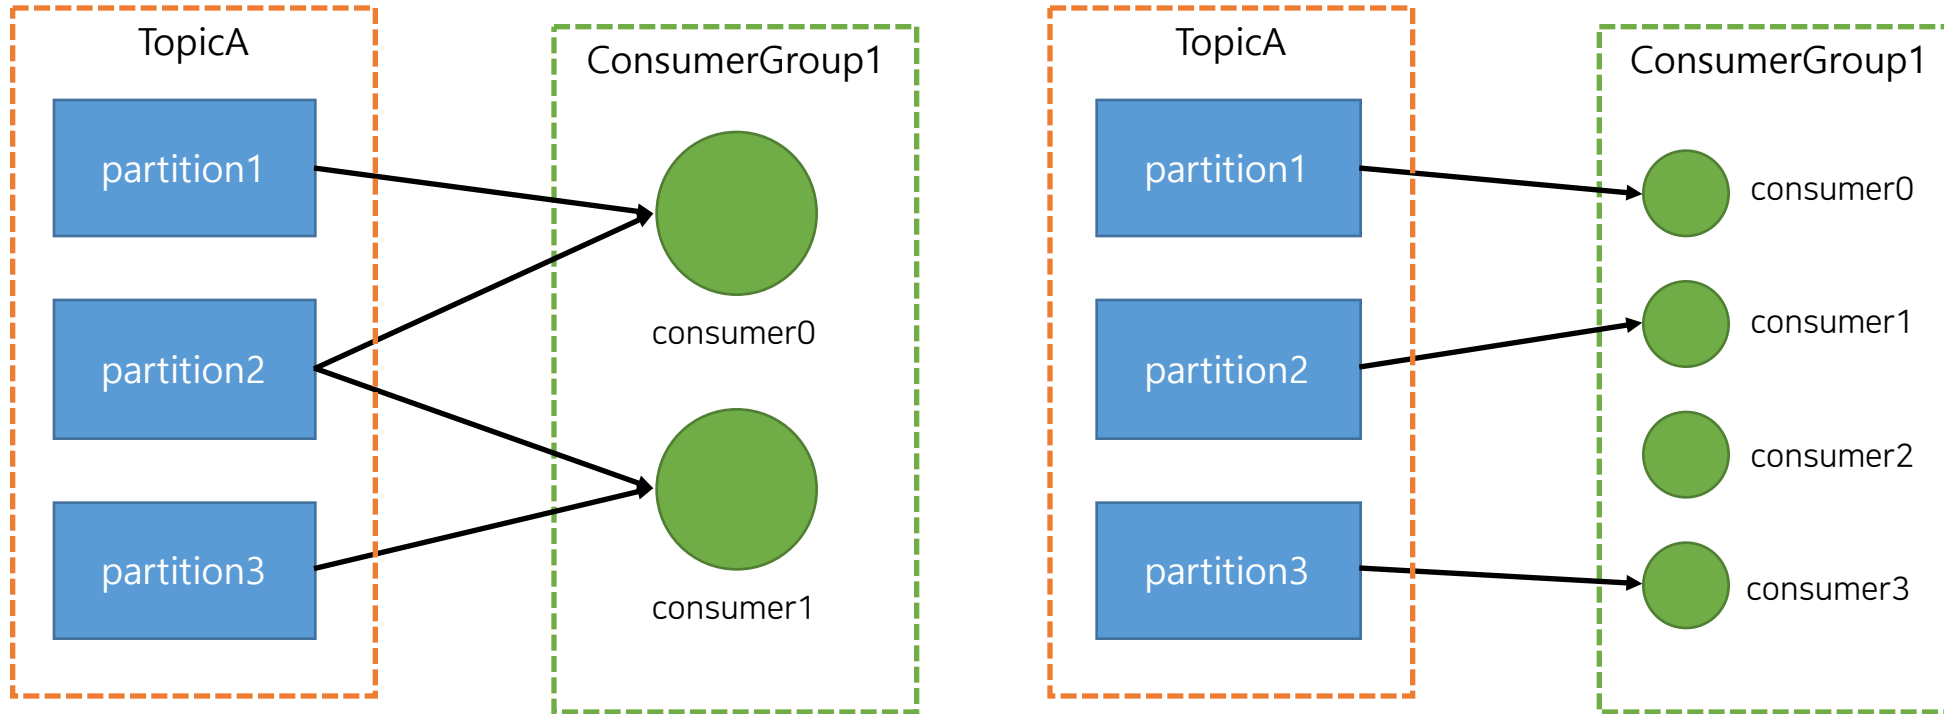 TopicA
ConsumerGroup1
partition1
partition2
partition3
consumer0
consumer1
TopicA
ConsumerGroup1
partition1
partition2
partition3
consumer0
consumer1
consumer2
consumer3